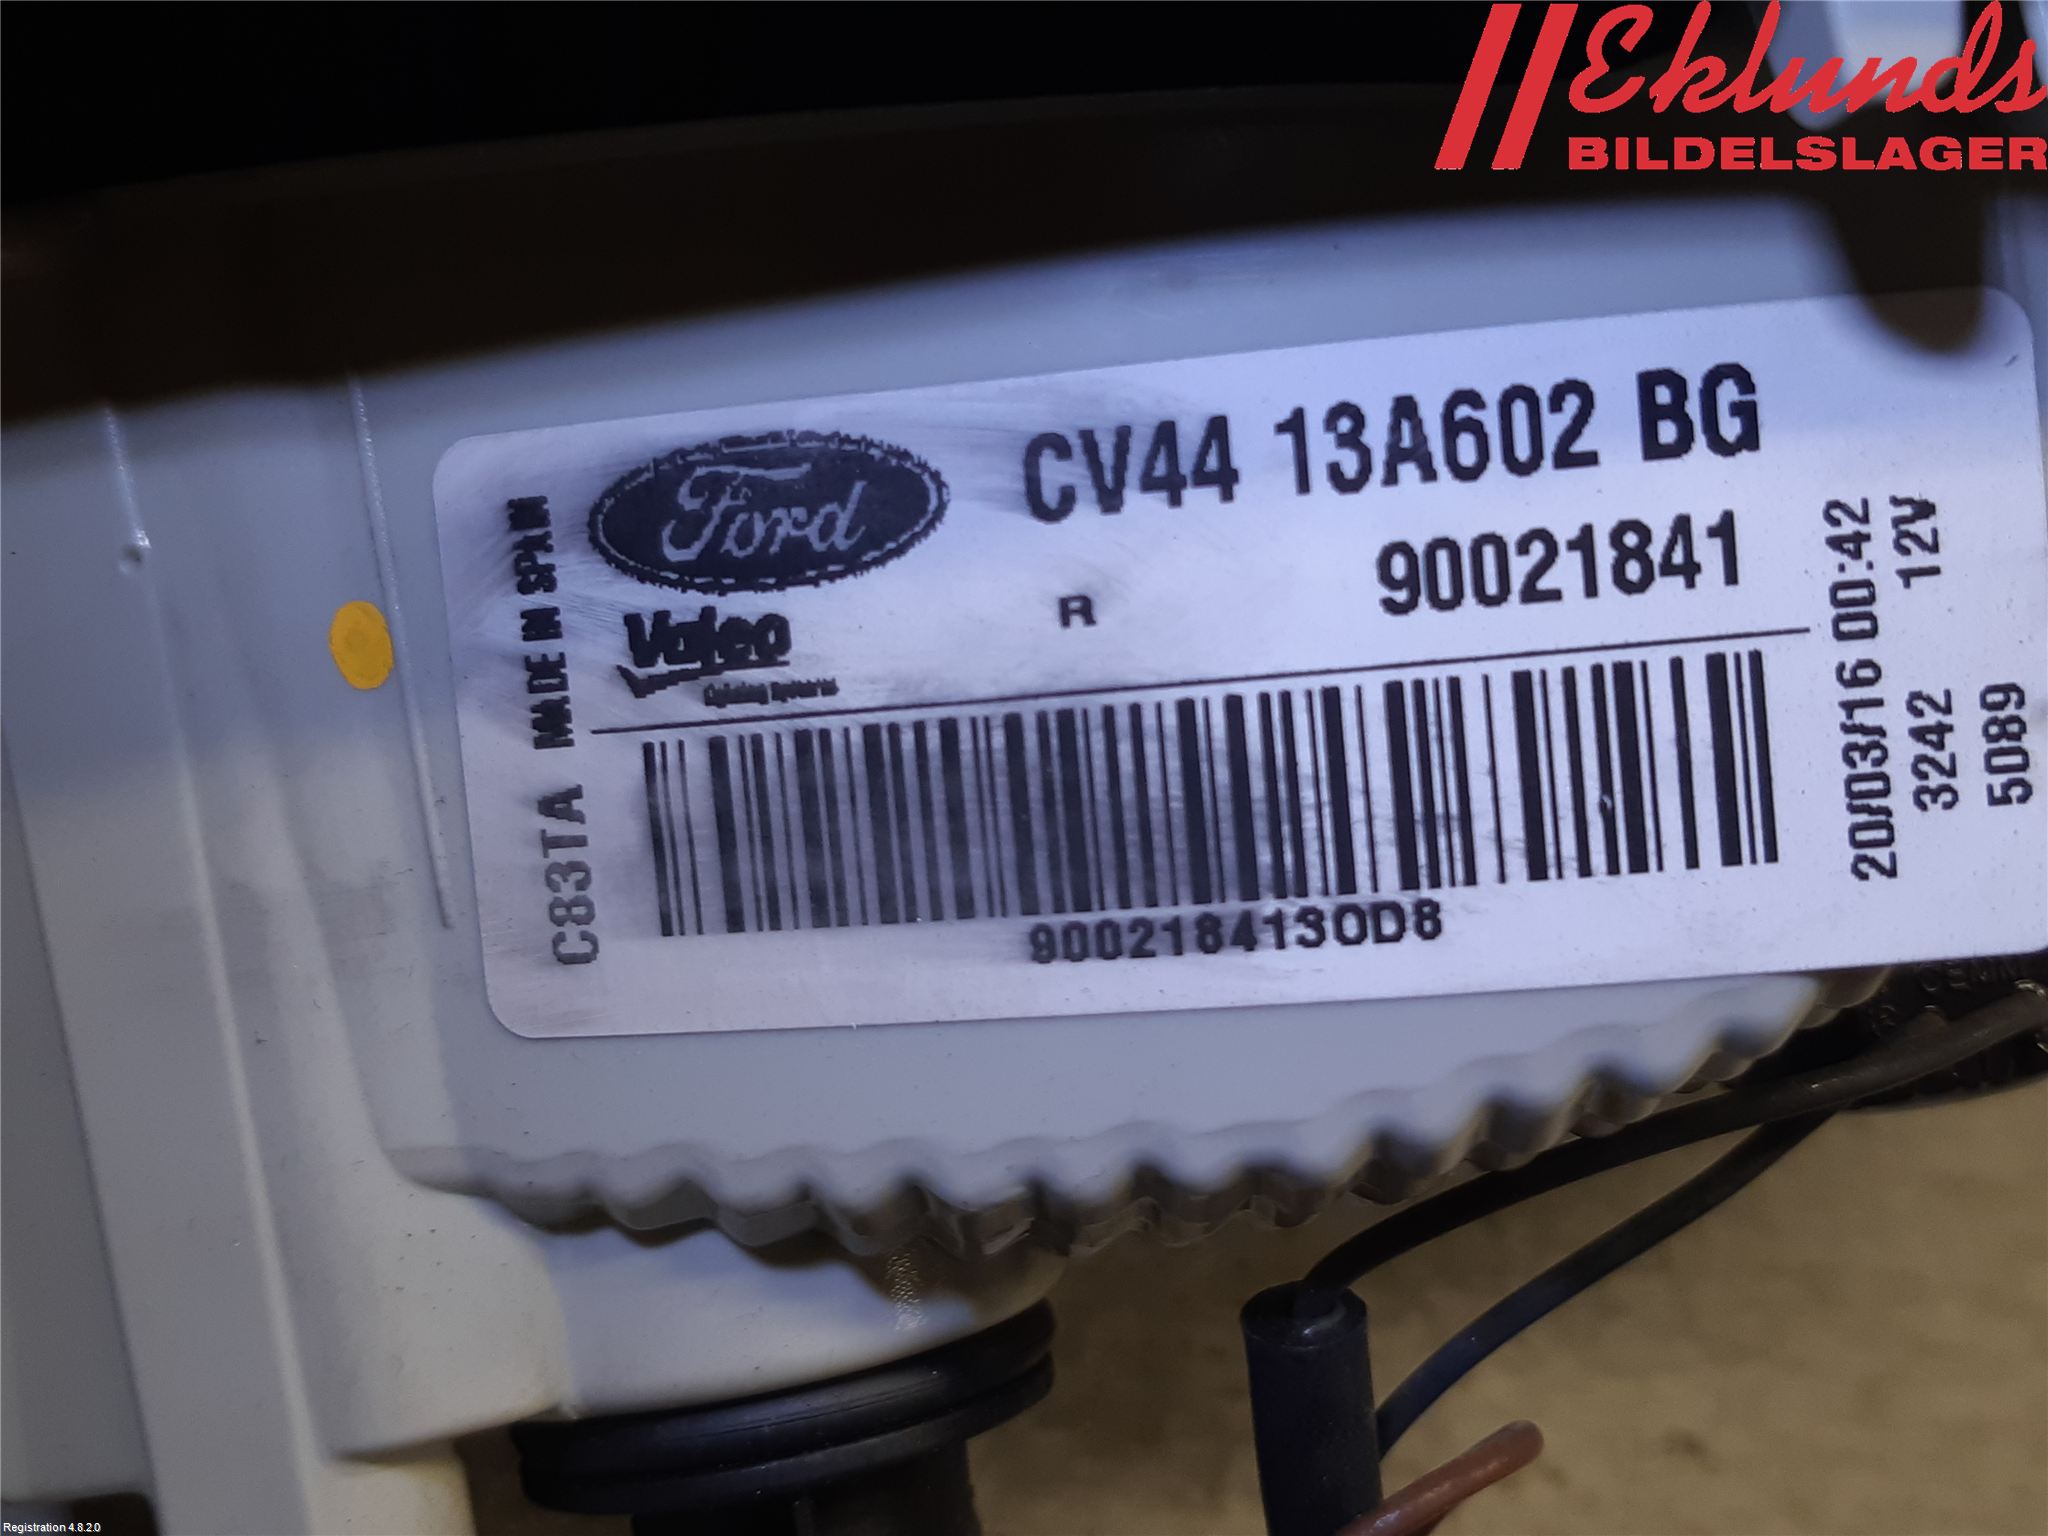 Eklunds
BILDELSLAGER
Ford
CV44 13A602 BG
90021841
R
Valeo
MADE IN SPAIN
C83TA
9002184130D8
20/03/16 00:42
3242 12V
5089
Registration 4.8.2.0